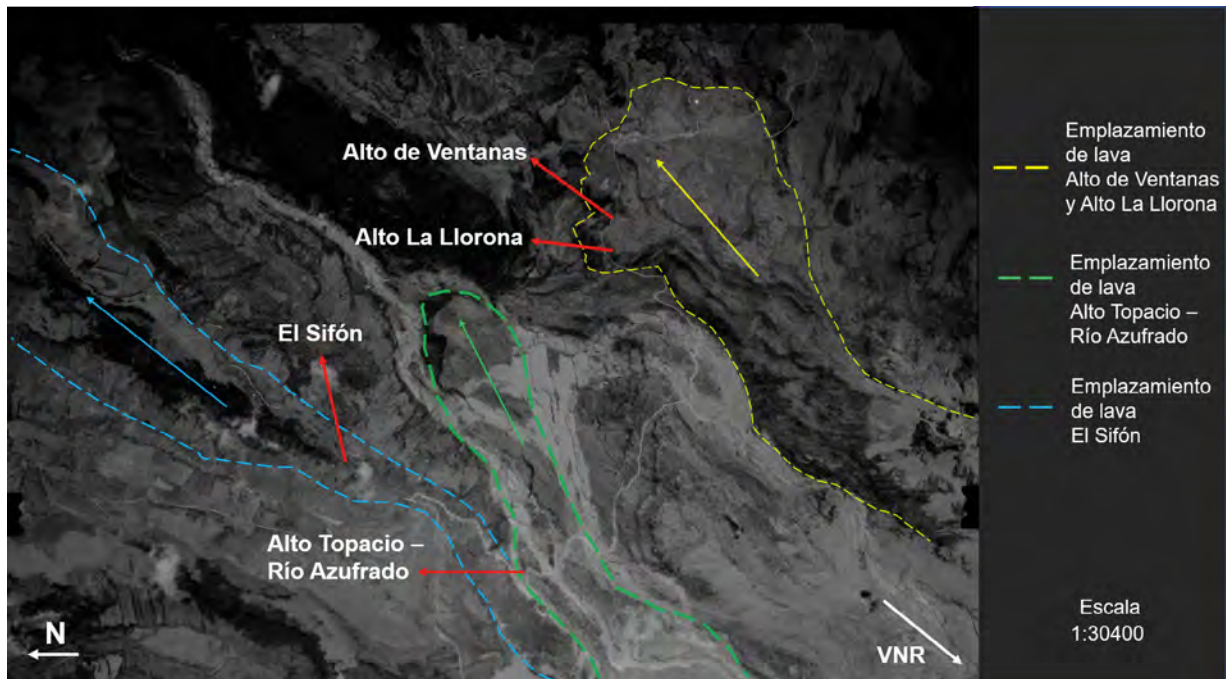 Alto de Ventanas
Alto La Llorona
El Sifón
Alto Topacio –
Río Azufrado
N
VNR
Emplazamiento
de lava
Alto de Ventanas
y Alto La Llorona
Emplazamiento
de lava
Alto Topacio –
Río Azufrado
Emplazamiento
de lava
El Sifón
Escala
1:30400